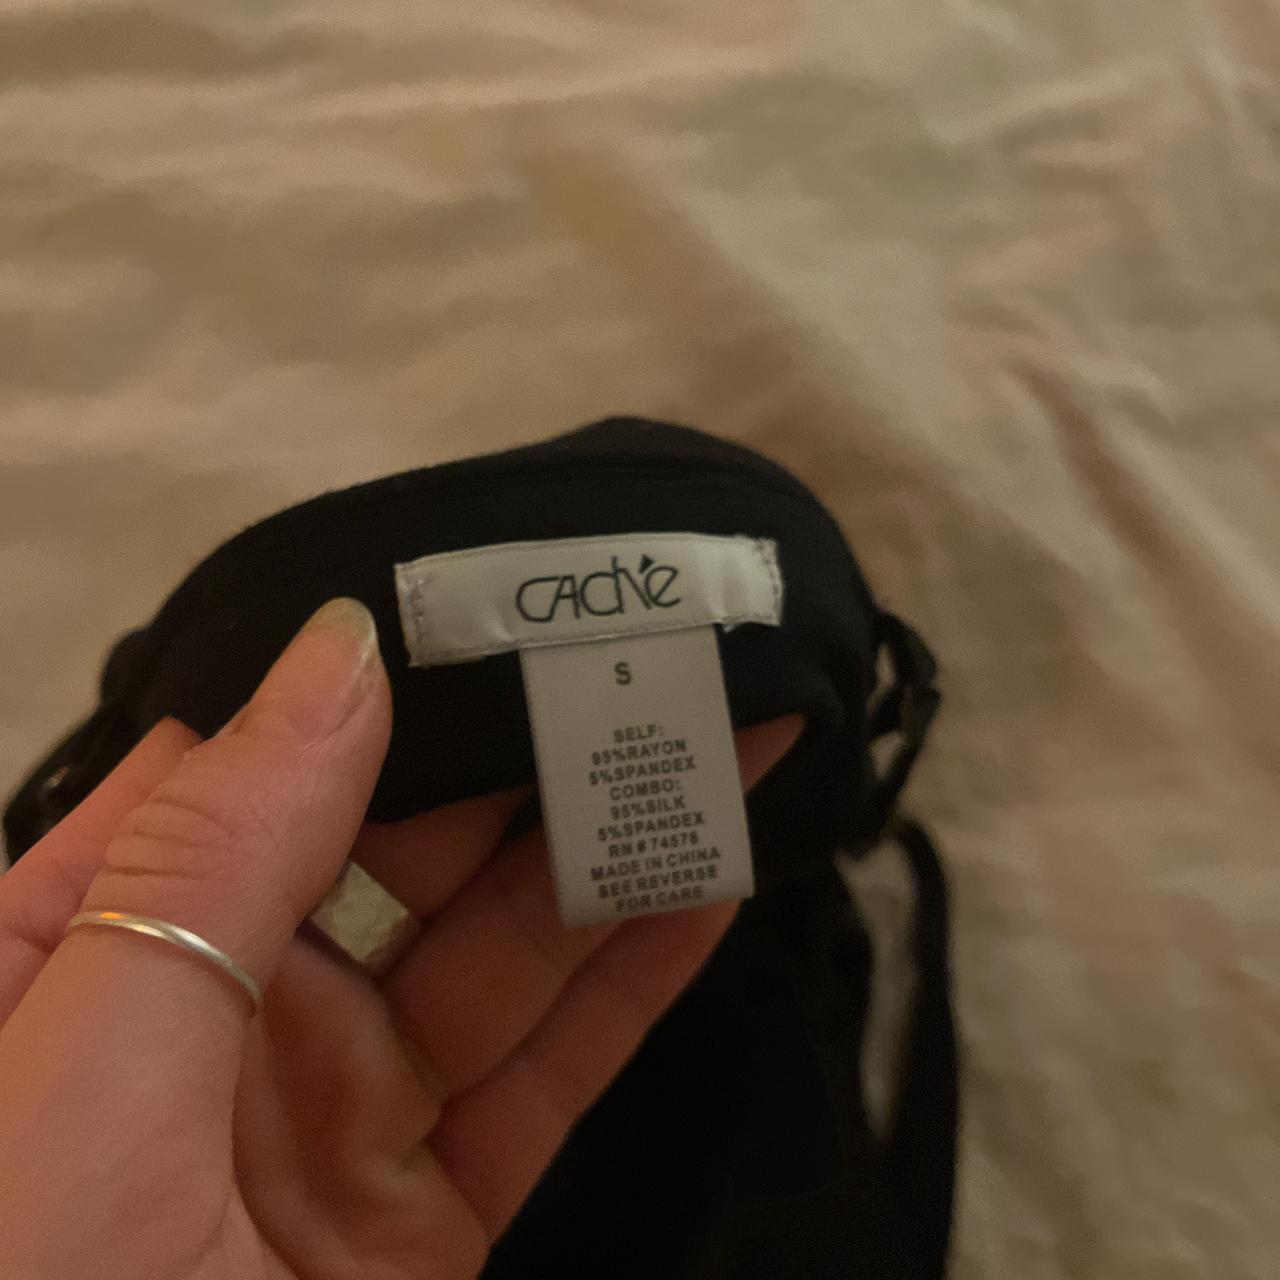 CACHÉ
S
SELF:
95%RAYON
5%SPANDEX
COMBO:
95%SILK
5%SPANDEX
RN # 74578
MADE IN CHINA
SEE REVERSE
FOR CARE